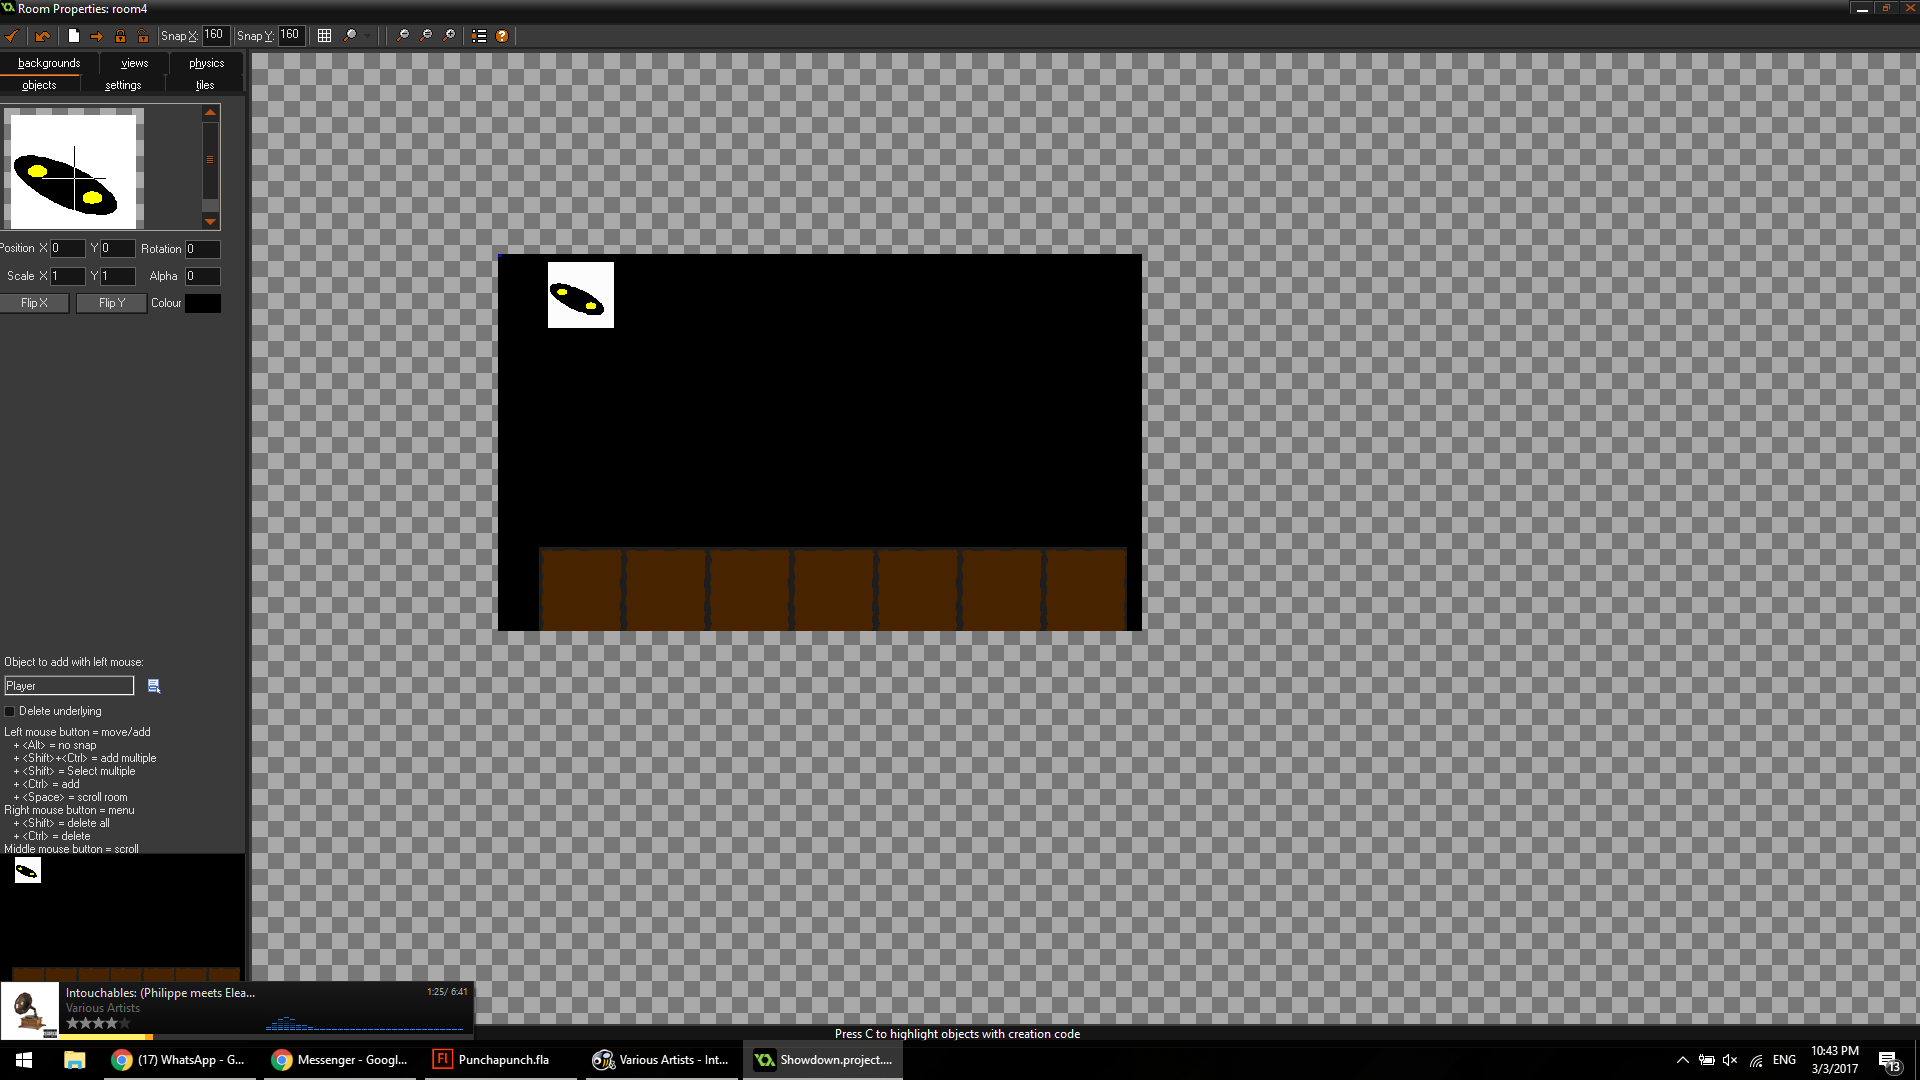 Room Properties: room4
Snap X: 160 Snap Y: 160
backgrounds views physics
objects settings tiles
Position X 0 Y 0 Rotation 0
Scale X 1 Y 1 Alpha 0
Flip X Flip Y Colour
Object to add with left mouse:
Player
Delete underlying
Left mouse button = move/add
+ <Alt> = no snap
+ <Shift>+<Ctrl> = add multiple
+ <Shift> = Select multiple
+ <Ctrl> = add
+ <Space> = scroll room
Right mouse button = menu
+ <Shift> = delete all
+ <Ctrl> = delete
Middle mouse button = scroll
Intouchables: (Philippe meets Elea... 1:25/ 6:41
Various Artists
Press C to highlight objects with creation code
(17) WhatsApp - G... Messenger - Googl... Fl Punchapunch.fla Various Artists - Int... Showdown.project.... ENG 10:43 PM
3/3/2017 13